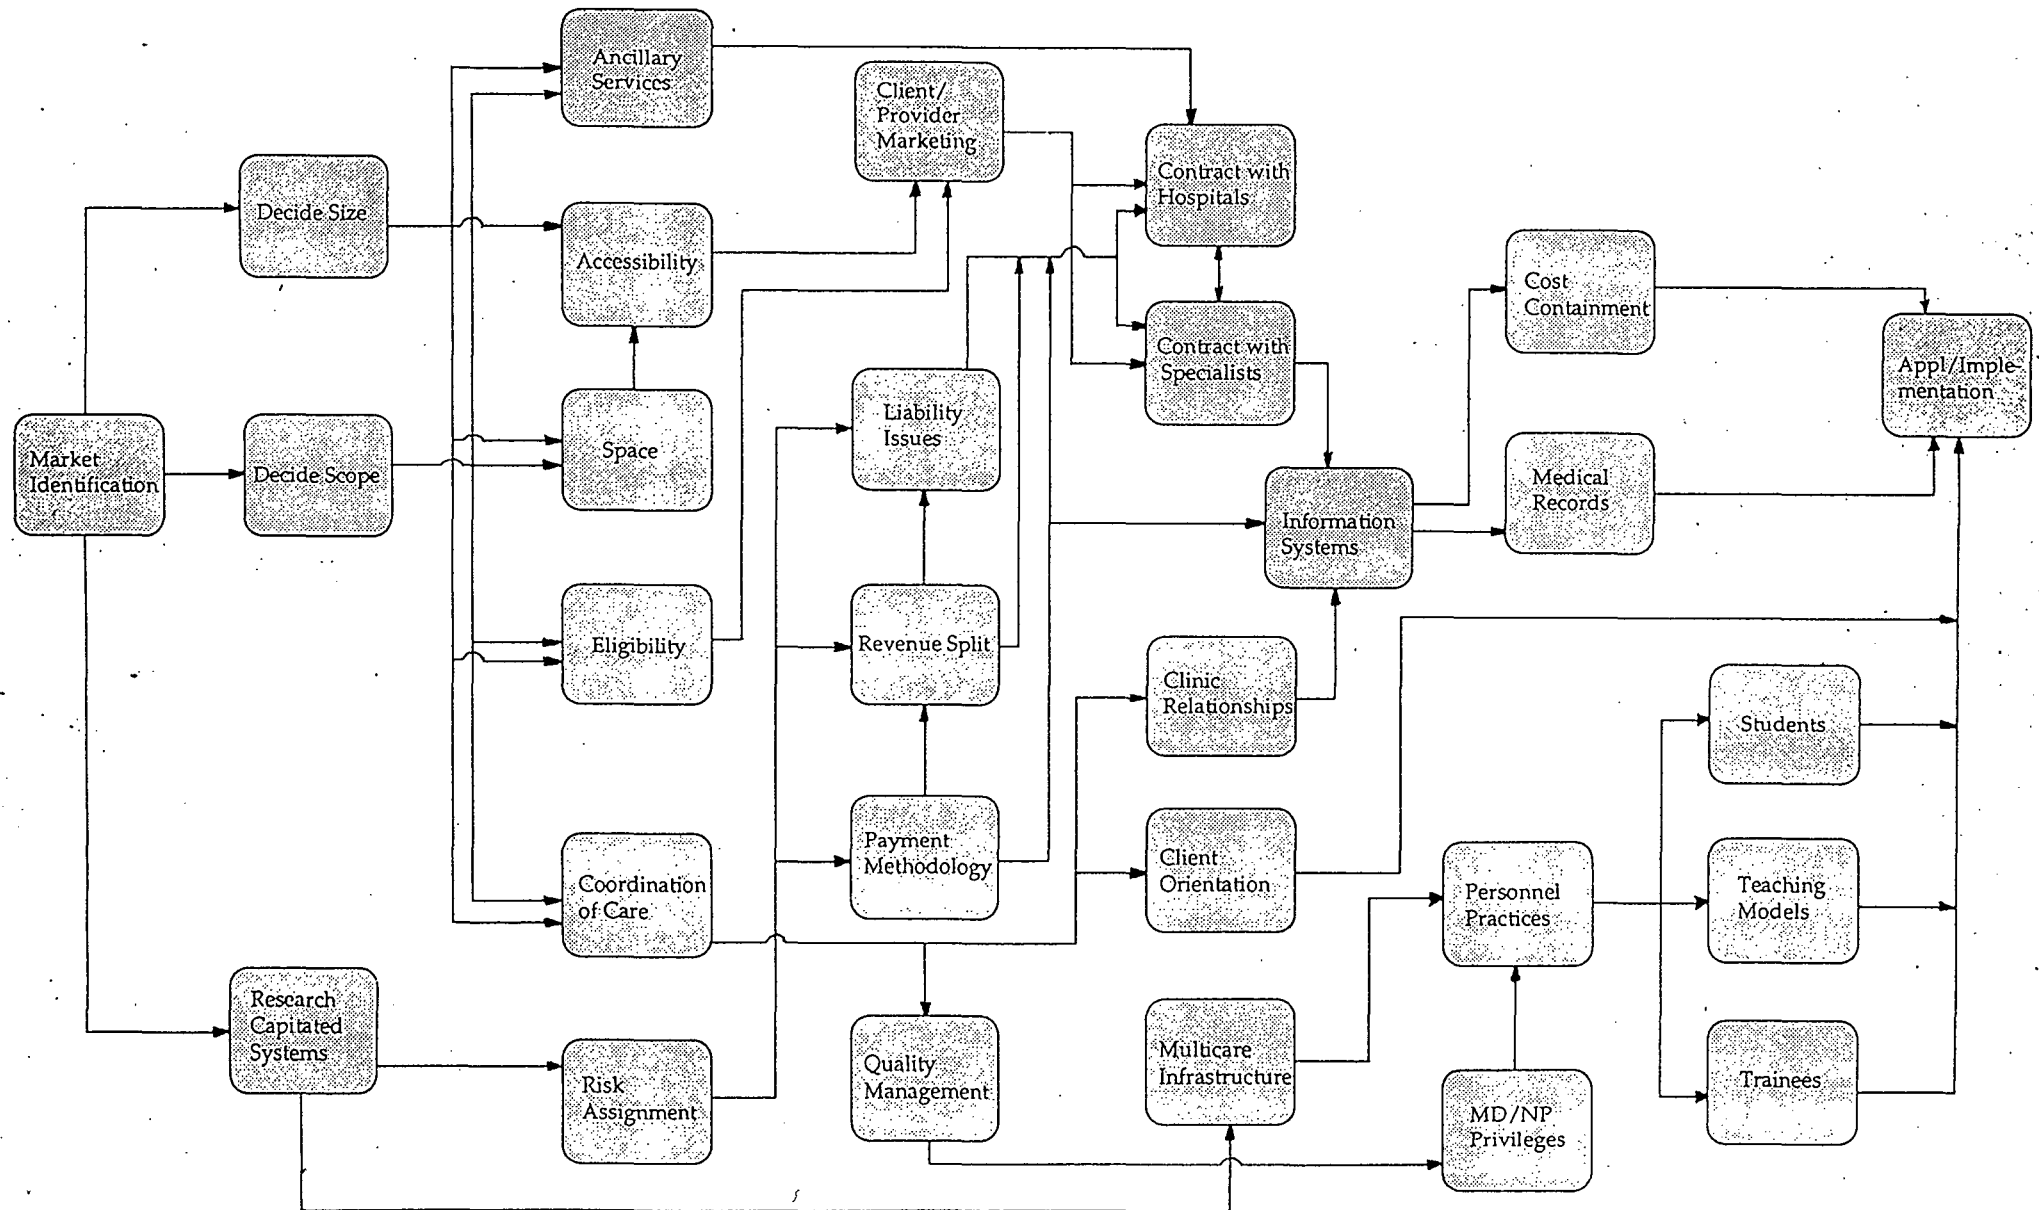 Ancillary
Services
Client/
Provider
Marketing
Contract with
Hospitals
Decide Size
Accessibility
Cost
Containment
Contract with
Specialists
Appl/Imple-
mentation
Liability
Issues
Market
Identification
Decide Scope
Space
Medical
Records
Information
Systems
Eligibility
Revenue Split
Clinic
Relationships
Students
Payment
Methodology
Client
Orientation
Coordination
of Care
Personnel
Practices
Teaching
Models
Research
Capitated
Systems
Risk
Assignment
Quality
Management
Multicare
Infrastructure
MD/NP
Privileges
Trainees